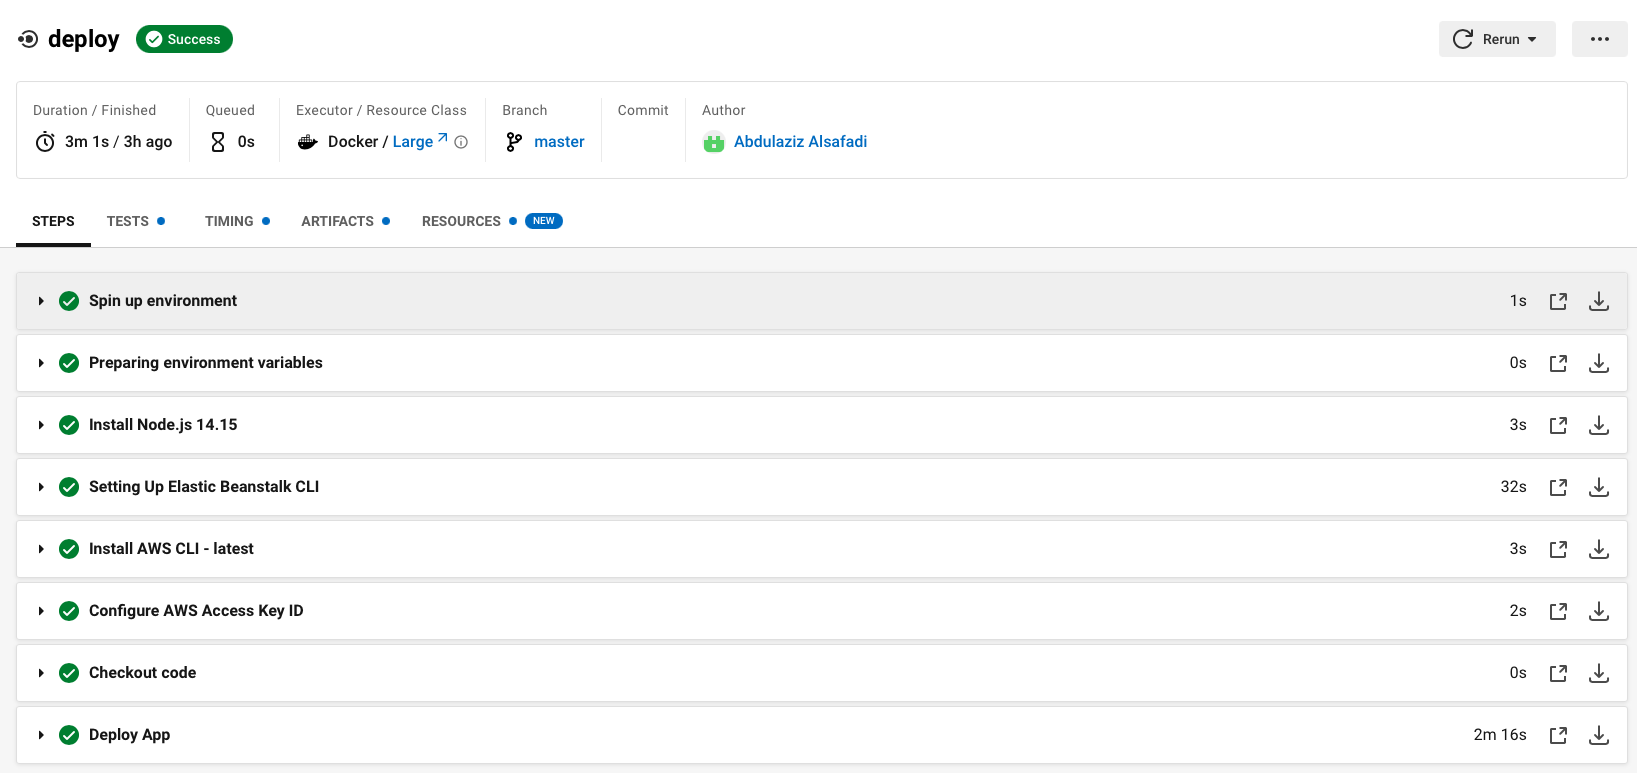 deploy Success Rerun
Duration / Finished Queued Executor / Resource Class Branch Commit Author
3m 1s / 3h ago 0s Docker / Large master Abdulaziz Alsafadi
STEPS TESTS TIMING ARTIFACTS RESOURCES NEW
Spin up environment 1s
Preparing environment variables 0s
Install Node.js 14.15 3s
Setting Up Elastic Beanstalk CLI 32s
Install AWS CLI - latest 3s
Configure AWS Access Key ID 2s
Checkout code 0s
Deploy App 2m 16s